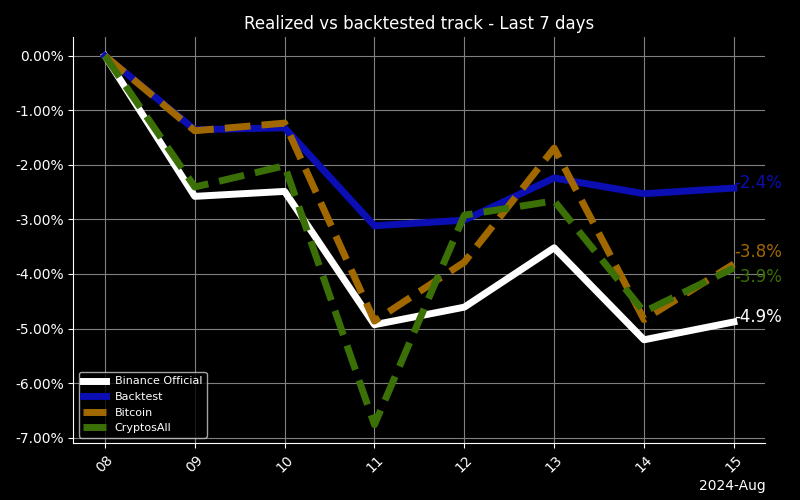 Realized vs backtested track - Last 7 days
0.00%
-1.00%
-2.00%
-3.00%
-4.00%
-5.00%
-6.00%
-7.00%
-2.4%
-3.8%
-3.9%
-4.9%
Binance Official
Backtest
Bitcoin
CryptosAll
08 09 10 11 12 13 14 15
2024-Aug